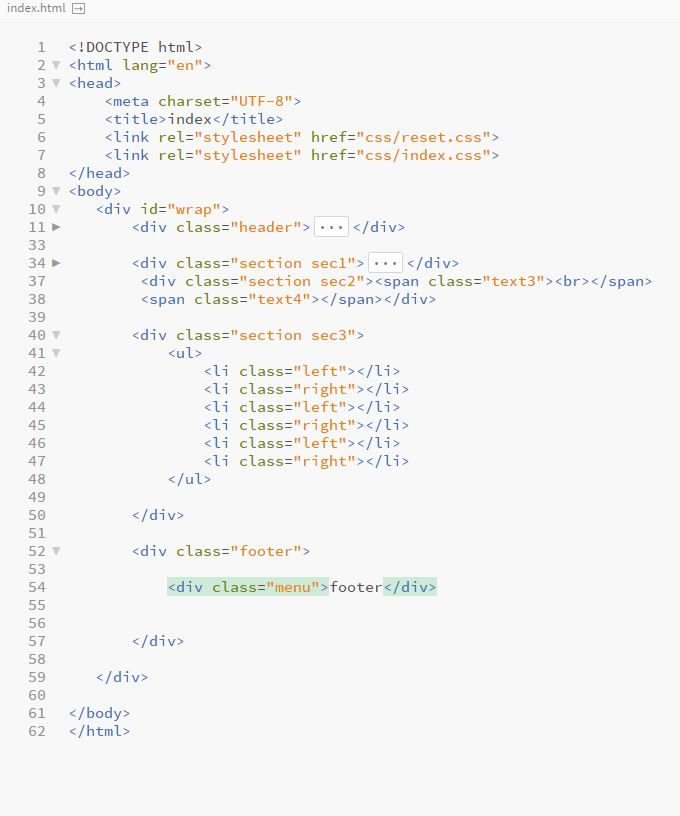 index.html
1 <!DOCTYPE html>
2 <html lang="en">
3 <head>
4 <meta charset="UTF-8">
5 <title>index</title>
6 <link rel="stylesheet" href="css/reset.css">
7 <link rel="stylesheet" href="css/index.css">
8 </head>
9 <body>
10 <div id="wrap">
11 <div class="header">...</div>
33
34 <div class="section sec1">...</div>
37 <div class="section sec2"><span class="text3"><br></span>
38 <span class="text4"></span></div>
39
40 <div class="section sec3">
41 <ul>
42 <li class="left"></li>
43 <li class="right"></li>
44 <li class="left"></li>
45 <li class="right"></li>
46 <li class="left"></li>
47 <li class="right"></li>
48 </ul>
49
50 </div>
51
52 <div class="footer">
53
54 <div class="menu">footer</div>
55
56
57 </div>
58
59 </div>
60
61 </body>
62 </html>